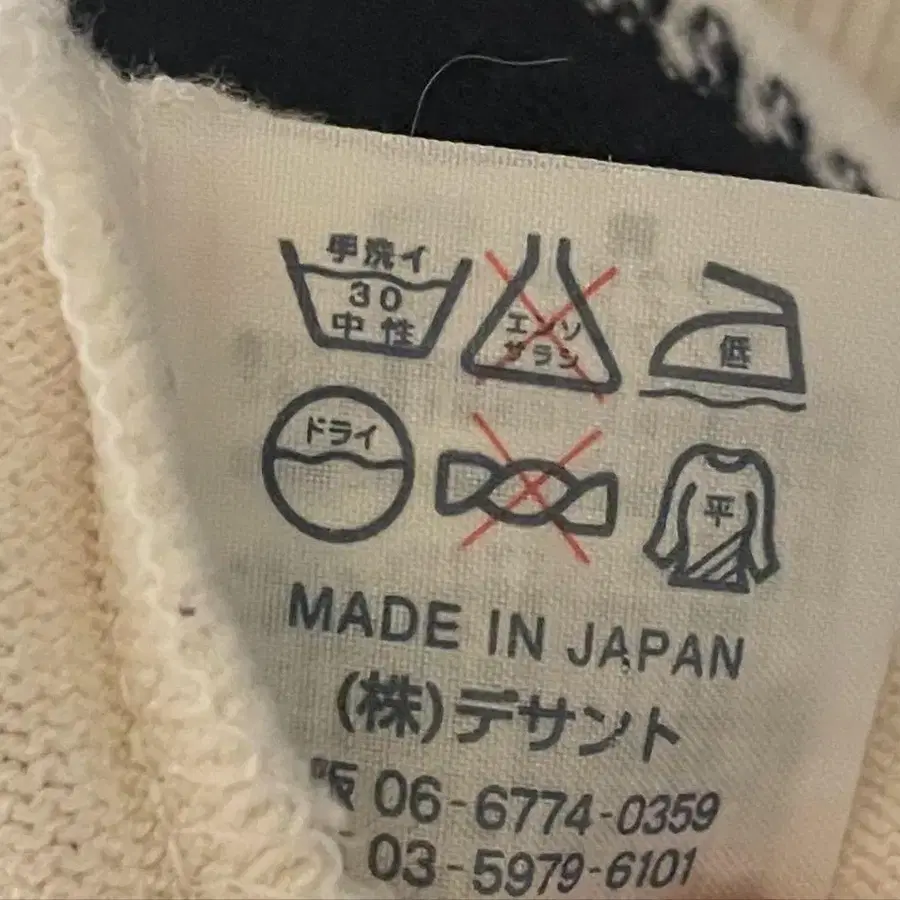 手洗イ
30
中性
エンソ
サラシ
低
ドライ
平
MADE IN JAPAN
(株)デサント
阪 06-6774-0359
03-5979-6101